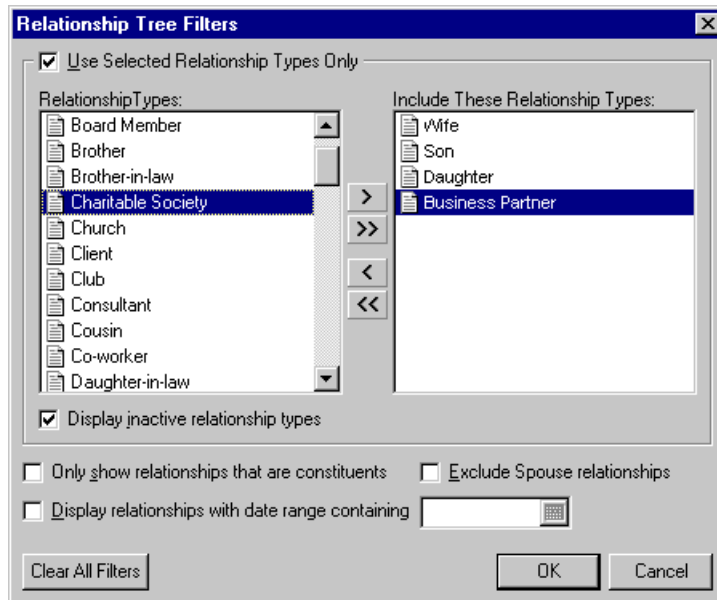 Relationship Tree Filters
Use Selected Relationship Types Only
RelationshipTypes:
Board Member
Brother
Brother-in-law
Charitable Society
Church
Client
Club
Consultant
Cousin
Co-worker
Daughter-in-law
>
>>
<
<<
Include These Relationship Types:
Wife
Son
Daughter
Business Partner
Display inactive relationship types
Only show relationships that are constituents
Exclude Spouse relationships
Display relationships with date range containing
Clear All Filters
OK
Cancel